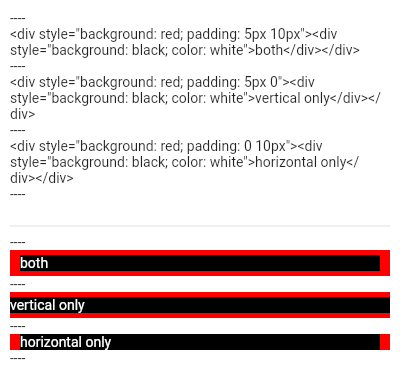 ----
<div style="background: red; padding: 5px 10px"><div
style="background: black; color: white">both</div></div>
----
<div style="background: red; padding: 5px 0"><div
style="background: black; color: white">vertical only</div></
div>
----
<div style="background: red; padding: 0 10px"><div
style="background: black; color: white">horizontal only</
div></div>
----
----
both
----
vertical only
----
horizontal only
----